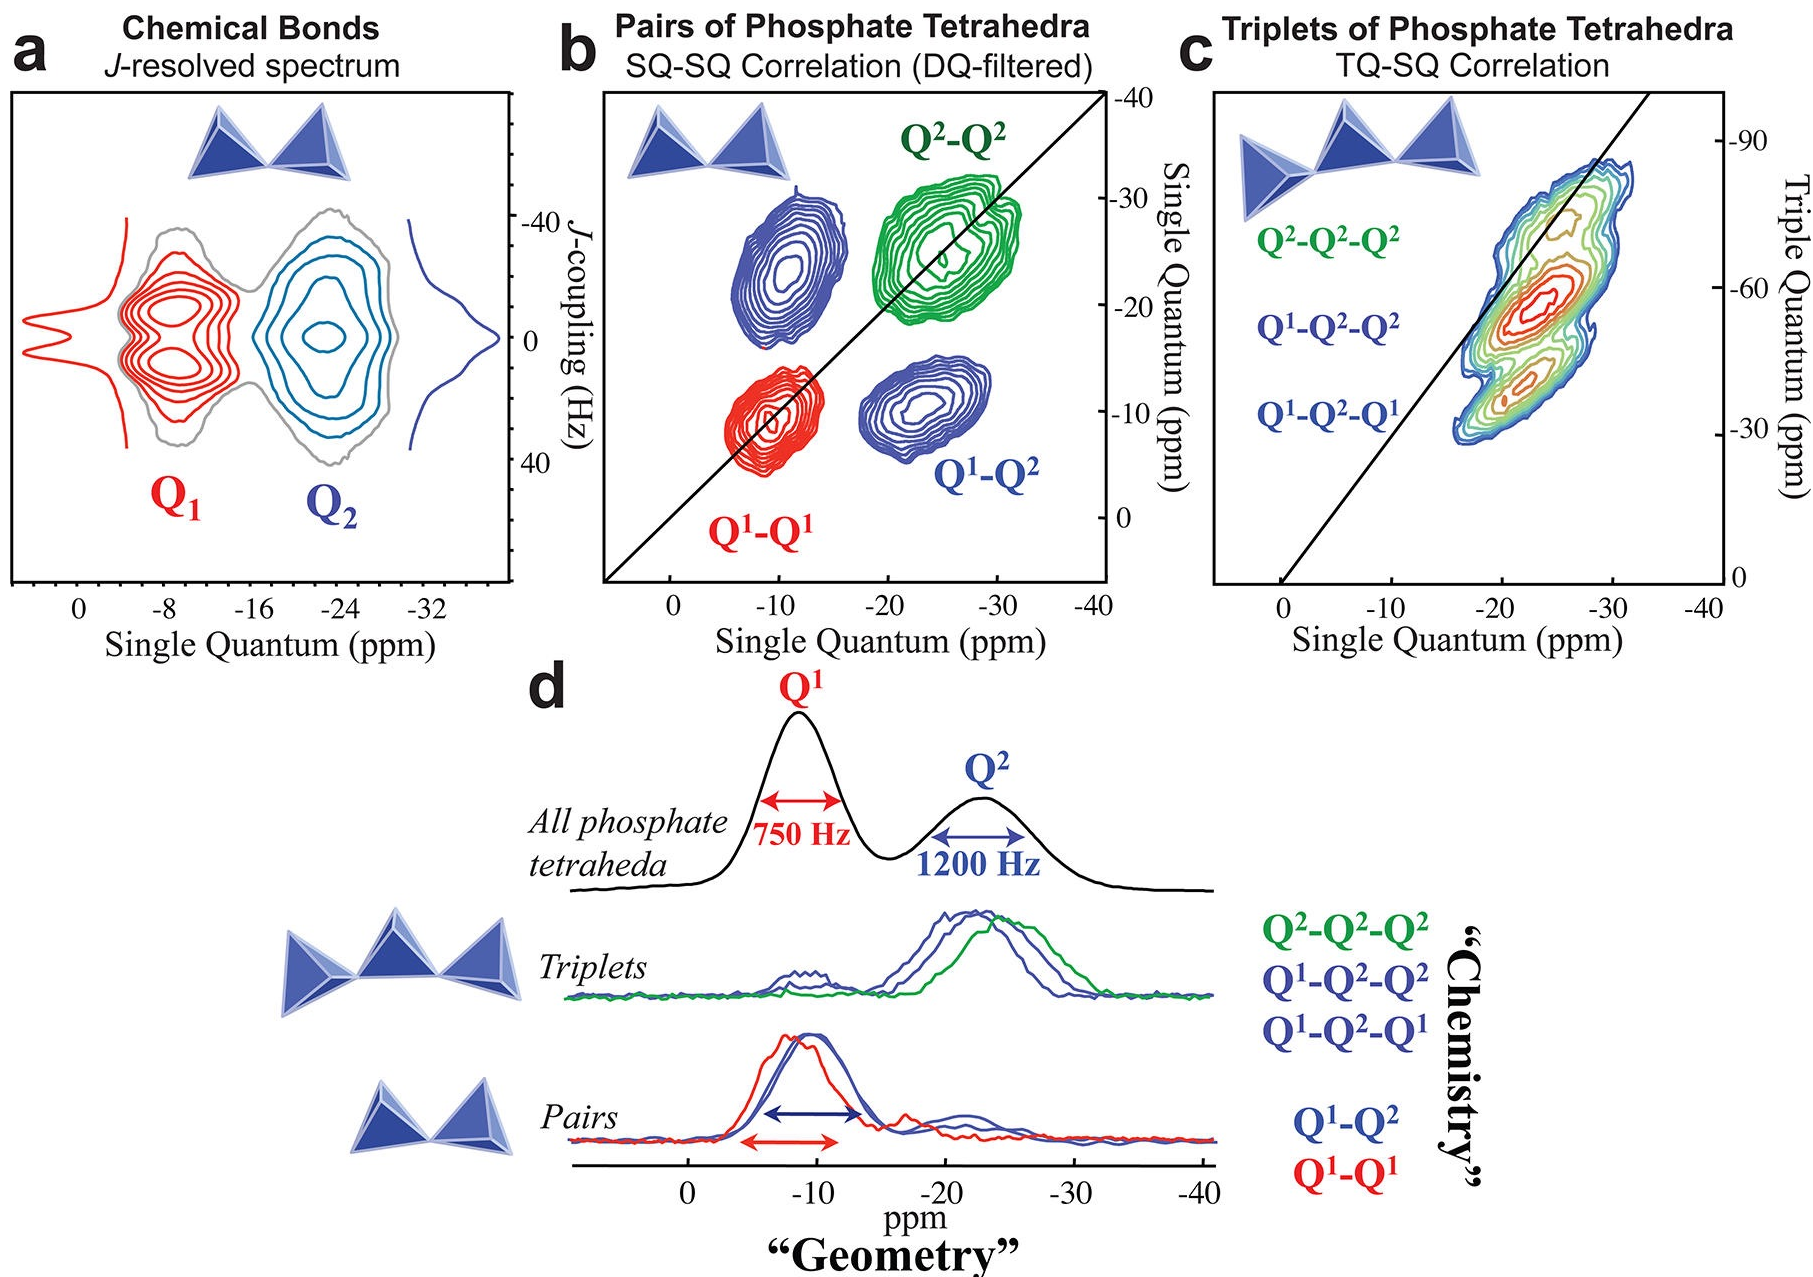 a
Chemical Bonds
J-resolved spectrum
-40
0
40
J-coupling (Hz)
Q1
Q2
0 -8 -16 -24 -32
Single Quantum (ppm)
b
Pairs of Phosphate Tetrahedra
SQ-SQ Correlation (DQ-filtered)
Q2-Q2
Q1-Q2
Q1-Q1
-40
-30
-20
-10
0
Single Quantum (ppm)
0 -10 -20 -30 -40
Single Quantum (ppm)
c
Triplets of Phosphate Tetrahedra
TQ-SQ Correlation
Q2-Q2-Q2
Q1-Q2-Q2
Q1-Q2-Q1
-90
-60
-30
0
Triple Quantum (ppm)
0 -10 -20 -30 -40
Single Quantum (ppm)
d
Q1
Q2
All phosphate
tetraheda
750 Hz
1200 Hz
Triplets
Q2-Q2-Q2
Q1-Q2-Q2
Q1-Q2-Q1
Pairs
Q1-Q2
Q1-Q1
“Chemistry”
0 -10 -20 -30 -40
ppm
“Geometry”